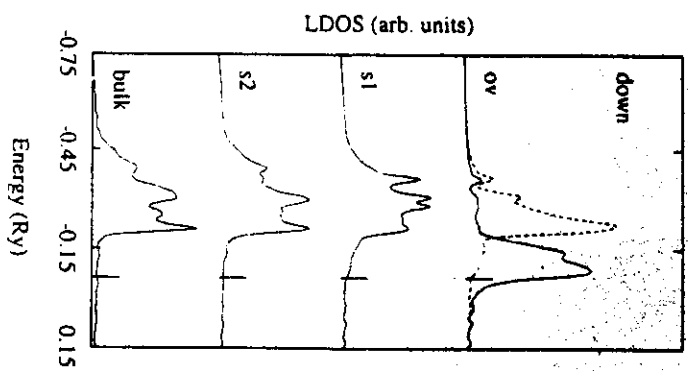 LDOS (arb. units)
down
ov
s1
s2
bulk
-0.75
-0.45
-0.15
0.15
Energy (Ry)